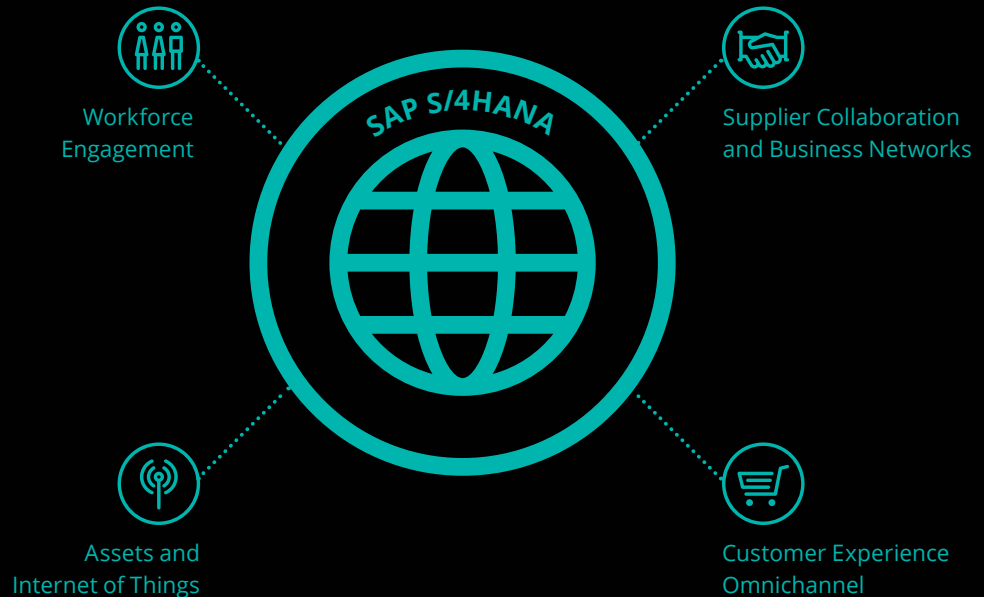 SAP S/4HANA
Workforce
Engagement
Supplier Collaboration
and Business Networks
Assets and
Internet of Things
Customer Experience
Omnichannel